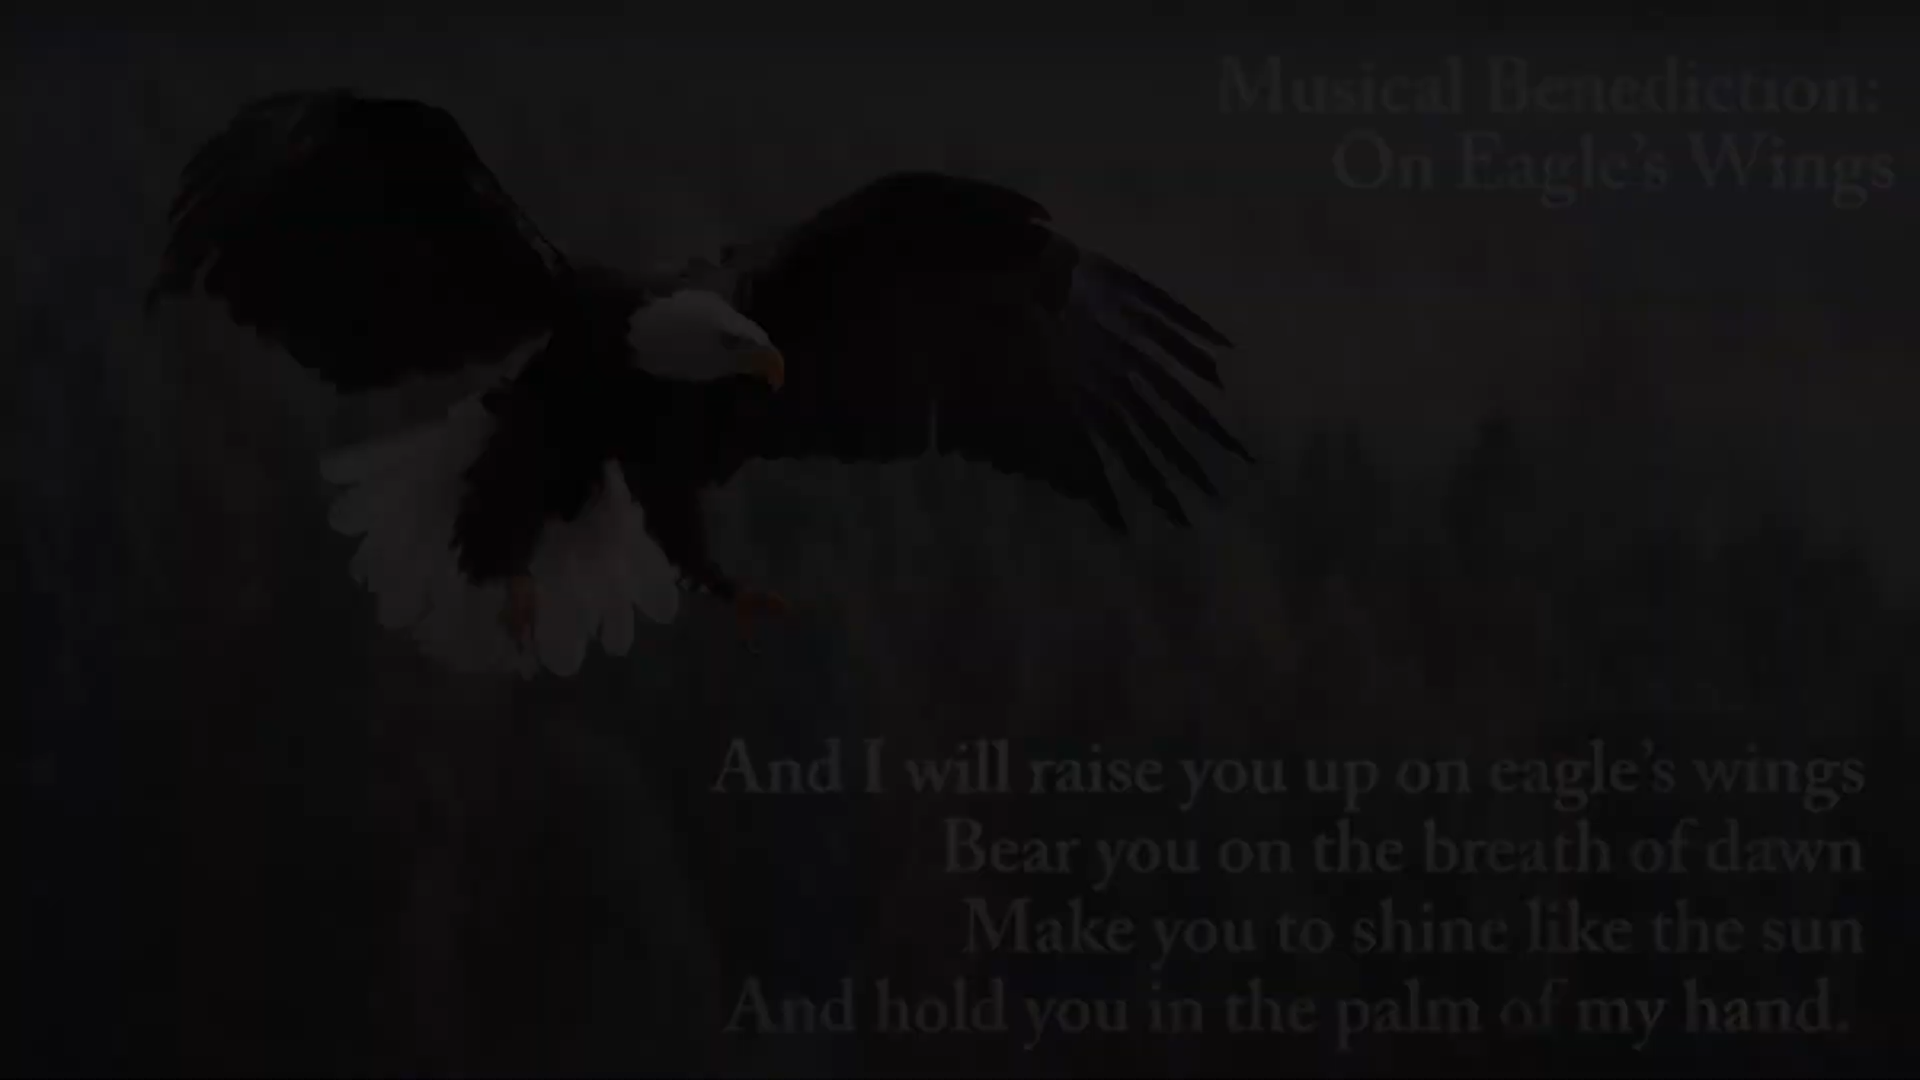 Musical Benediction:
On Eagle's Wings
And I will raise you up on eagle's wings
Bear you on the breath of dawn
Make you to shine like the sun
And hold you in the palm of my hand.